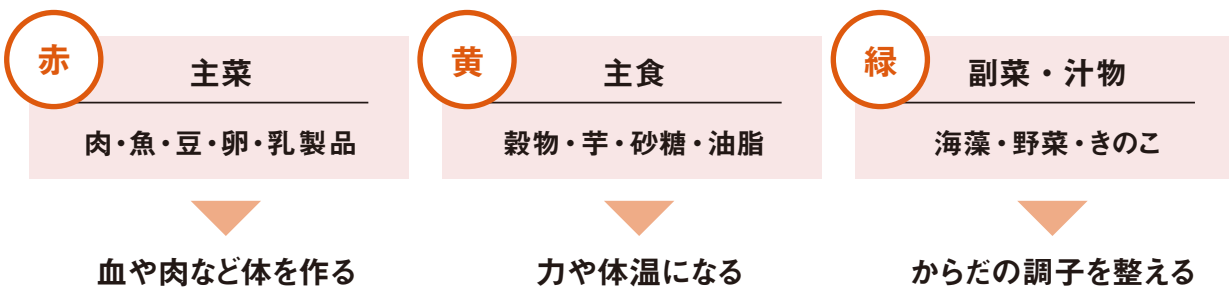 赤
主菜
肉・魚・豆・卵・乳製品
血や肉など体を作る
黄
主食
穀物・芋・砂糖・油脂
力や体温になる
緑
副菜・汁物
海藻・野菜・きのこ
からだの調子を整える